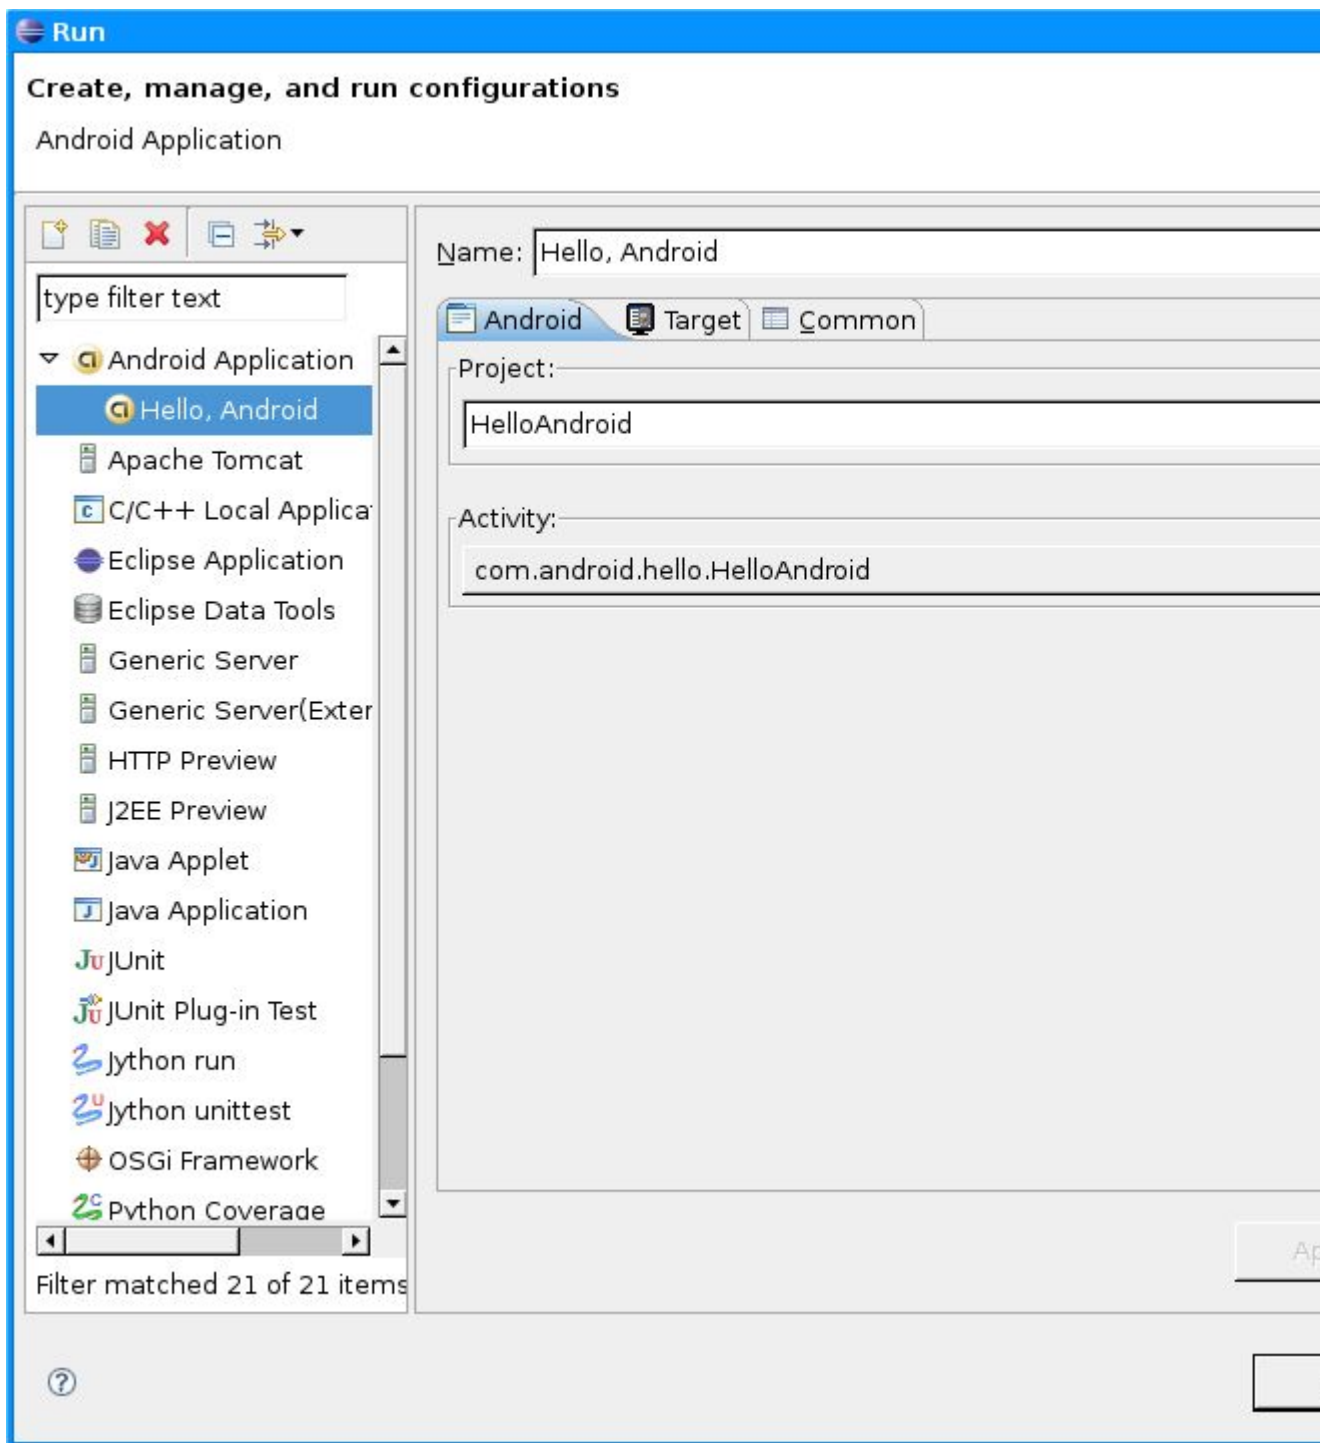 Run
Create, manage, and run configurations
Android Application
type filter text
Android Application
Hello, Android
Apache Tomcat
C/C++ Local Applica
Eclipse Application
Eclipse Data Tools
Generic Server
Generic Server(Exter
HTTP Preview
J2EE Preview
Java Applet
Java Application
JUnit
JUnit Plug-in Test
Jython run
Jython unittest
OSGi Framework
Python Coverage
Filter matched 21 of 21 items
Name: Hello, Android
Android Target Common
Project:
HelloAndroid
Activity:
com.android.hello.HelloAndroid
Ap